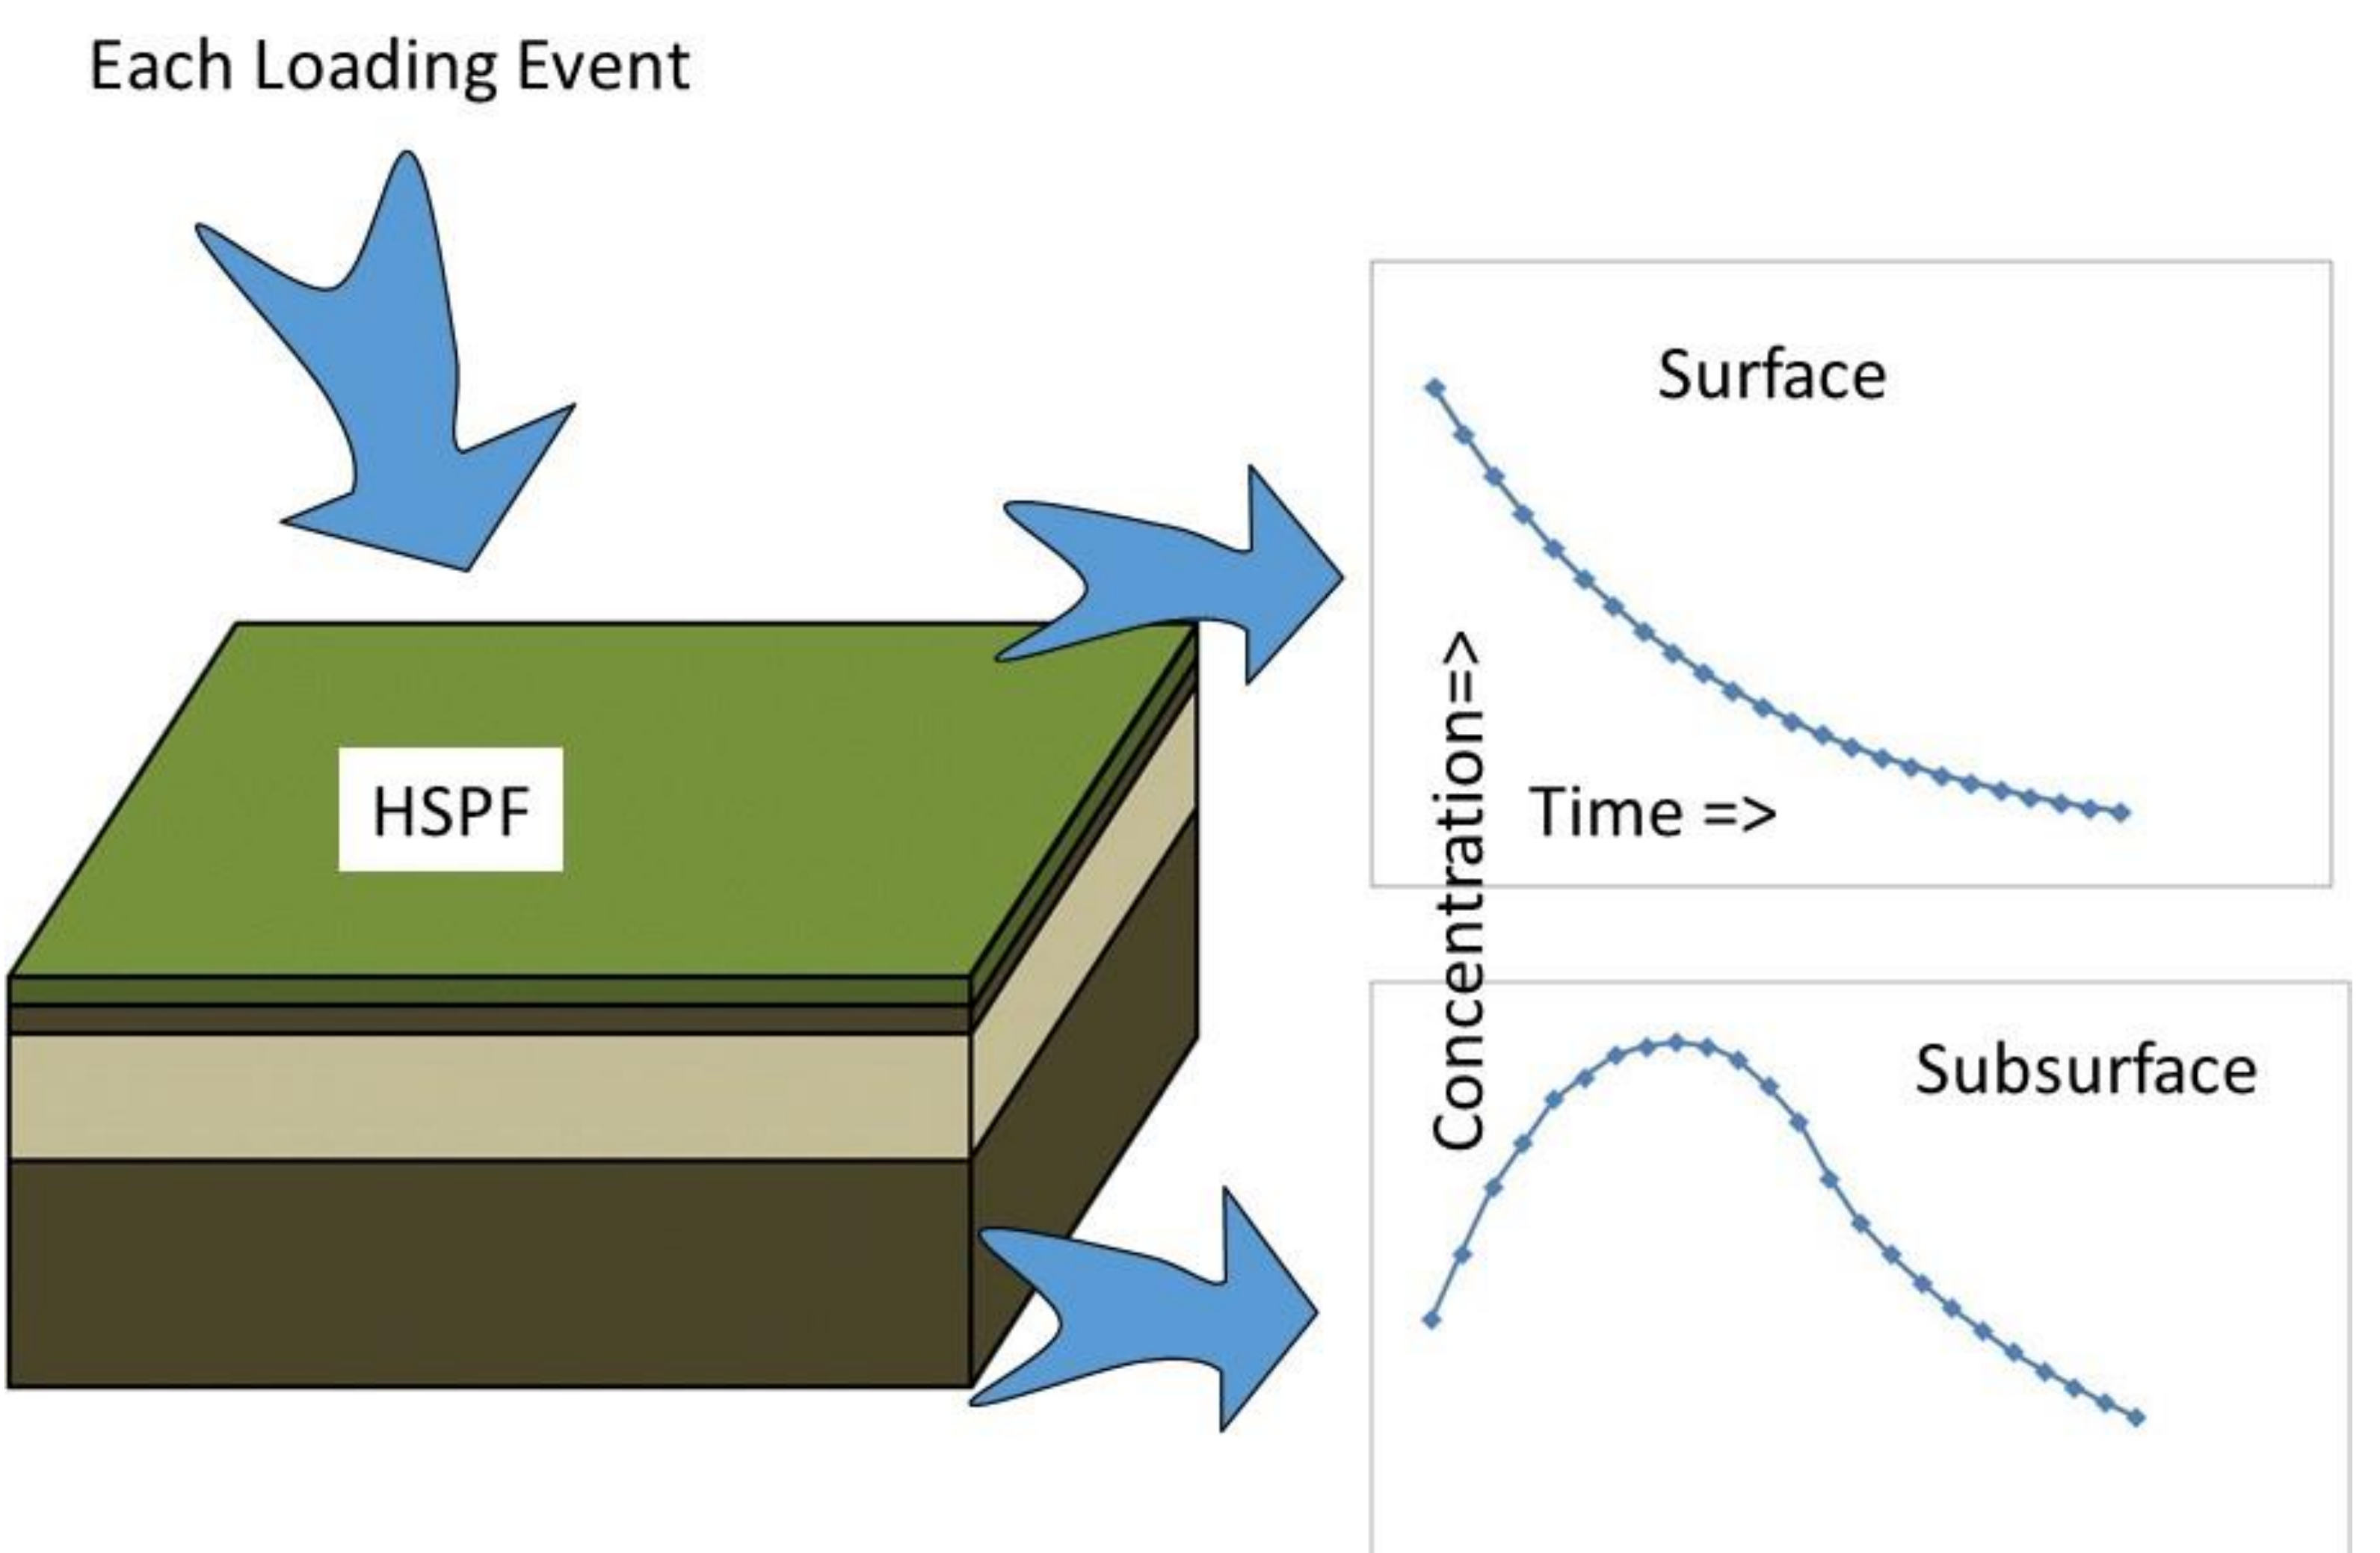 Each Loading Event
HSPF
Surface
Concentration=>
Time =>
Subsurface